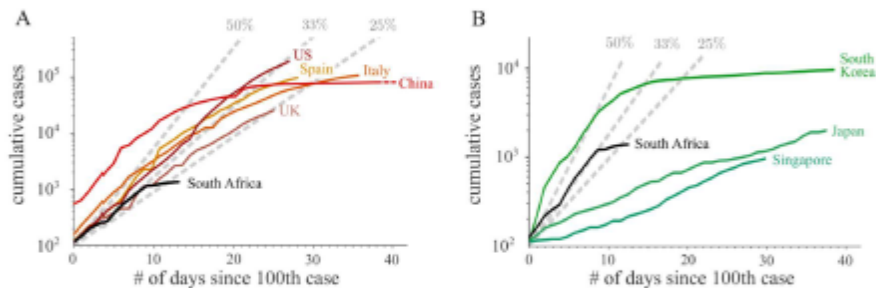 A
50%
33%
25%
US
Spain
Italy
China
UK
South Africa
cumulative cases
10^5
10^4
10^3
10^2
0
10
20
30
40
# of days since 100th case
B
50%
33%
25%
South
Korea
South Africa
Japan
Singapore
cumulative cases
10^4
10^3
10^2
0
10
20
30
40
# of days since 100th case